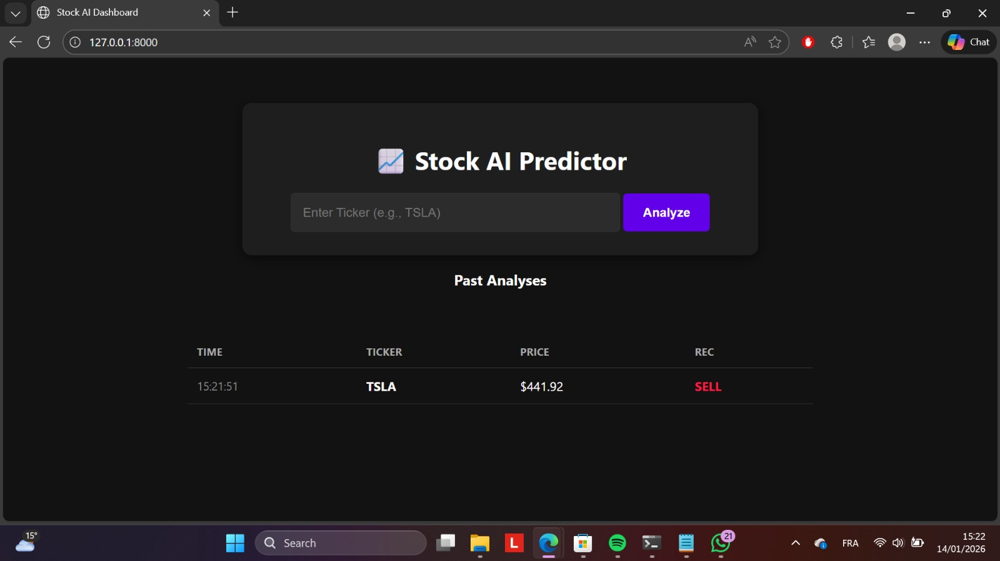 Stock AI Dashboard
127.0.0.1:8000
Chat
Stock AI Predictor
Enter Ticker (e.g., TSLA)
Analyze
Past Analyses
TIME TICKER PRICE REC
15:21:51 TSLA $441.92 SELL
15°
Search
L
21
FRA
15:22
14/01/2026